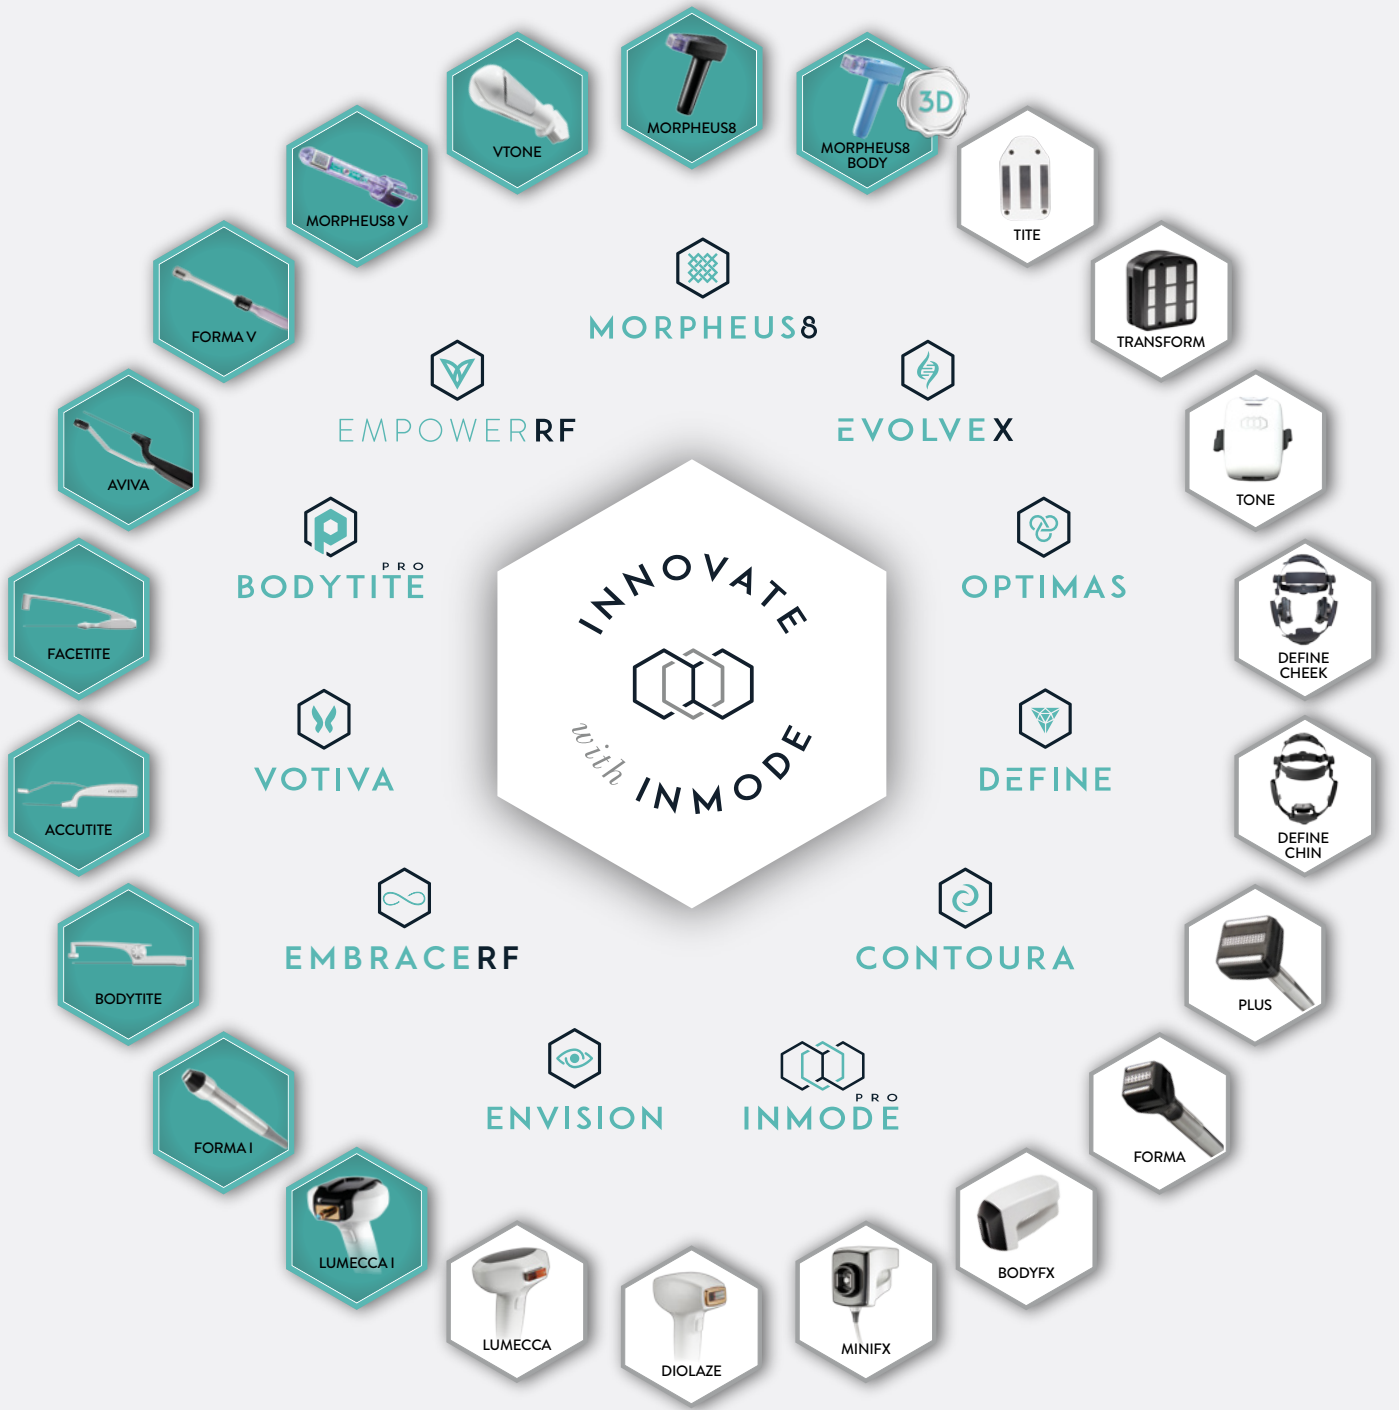 MORPHEUS8
MORPHEUS8
BODY
3D
TITE
TRANSFORM
TONE
DEFINE
CHEEK
DEFINE
CHIN
PLUS
FORMA
BODYFX
MINIFX
DIOLAZE
LUMECCA
LUMECCA I
FORMA I
BODYTITE
ACCUTITE
FACETITE
AVIVA
FORMA V
MORPHEUS8 V
VTONE
MORPHEUS8
EVOLVEX
OPTIMAS
DEFINE
CONTOURA
PRO
INMODE
ENVISION
EMBRACERF
VOTIVA
PRO
BODYTITE
EMPOWERRF
INNOVATE
with INMODE